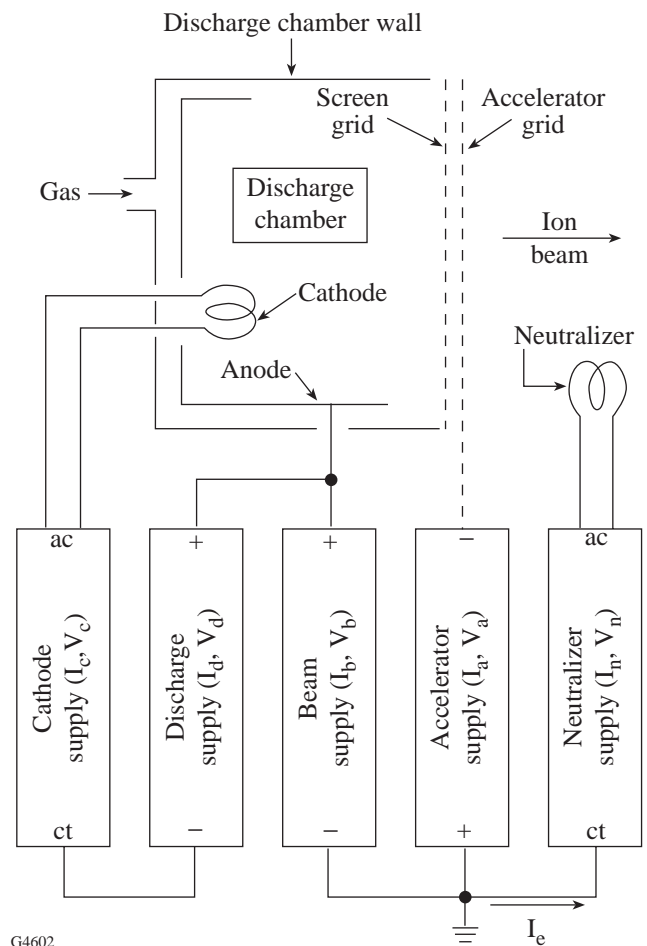 Discharge chamber wall
Screen
grid
Accelerator
grid
Gas
Discharge
chamber
Ion
beam
Cathode
Neutralizer
Anode
ac
+
+
−
ac
Cathode
supply (I_c, V_c)
Discharge
supply (I_d, V_d)
Beam
supply (I_b, V_b)
Accelerator
supply (I_a, V_a)
Neutralizer
supply (I_n, V_n)
ct
−
−
+
ct
I_e
G4602